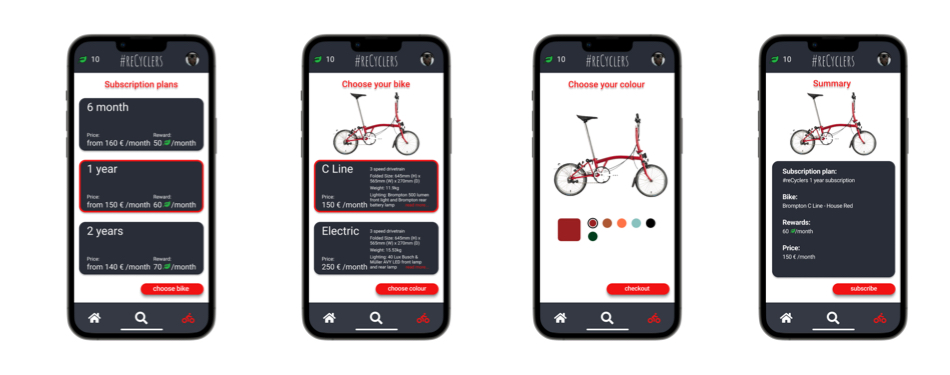 10 #RECYCLERS
Subscription plans
6 month
Price: Reward:
from 160 € /month 50 /month
1 year
Price: Reward:
from 150 € /month 60 /month
2 years
Price: Reward:
from 140 € /month 70 /month
choose bike
10 #RECYCLERS
Choose your bike
C Line
2 speed drivetrain
Folded Size: 645mm (H) x
565mm (W) x 270mm (D)
Weight: 11.9kg
Lighting: Brompton 500 lumen
front light and Brompton rear
battery lamp
Price:
150 € /month
Electric
2 speed drivetrain
Folded Size: 645mm (H) x
565mm (W) x 270mm (D)
Weight: 15.53kg
Lighting: 40 Lux Busch &
Müller AVY LED front lamp
and rear lamp
Price:
250 € /month
choose colour
10 #RECYCLERS
Choose your colour
checkout
10 #RECYCLERS
Summary
Subscription plan:
#reCyclers 1 year subscription
Bike:
Brompton C Line - House Red
Rewards:
60 /month
Price:
150 €/month
subscribe